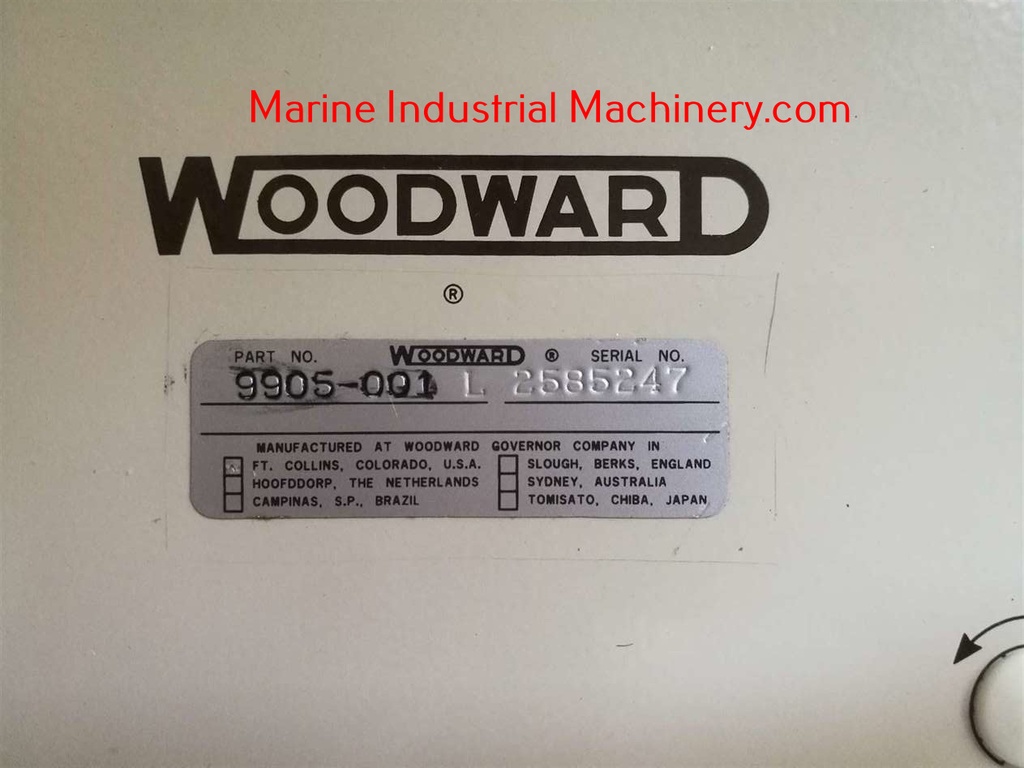 Marine Industrial Machinery.com
WOODWARD
®
PART NO. WOODWARD ® SERIAL NO.
9905-001 L 2585247
MANUFACTURED AT WOODWARD GOVERNOR COMPANY IN
FT. COLLINS, COLORADO, U.S.A. SLOUGH, BERKS, ENGLAND
HOOFDDORP, THE NETHERLANDS SYDNEY, AUSTRALIA
CAMPINAS, S.P., BRAZIL TOMISATO, CHIBA, JAPAN